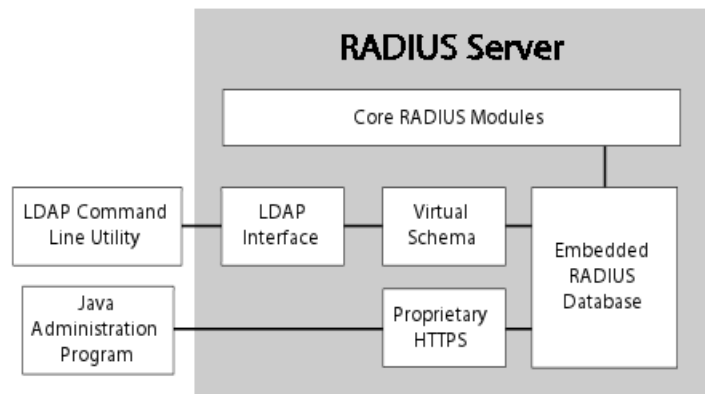 RADIUS Server
Core RADIUS Modules
LDAP Command
Line Utility
LDAP
Interface
Virtual
Schema
Embedded
RADIUS
Database
Java
Administration
Program
Proprietary
HTTPS